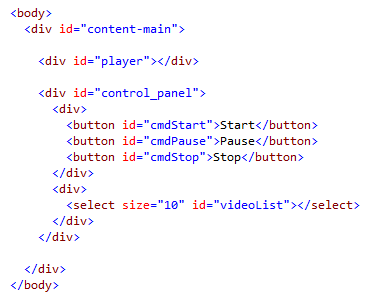 <body>
<div id="content-main">
<div id="player"></div>
<div id="control_panel">
<div>
<button id="cmdStart">Start</button>
<button id="cmdPause">Pause</button>
<button id="cmdStop">Stop</button>
</div>
<div>
<select size="10" id="videoList"></select>
</div>
</div>
</div>
</body>